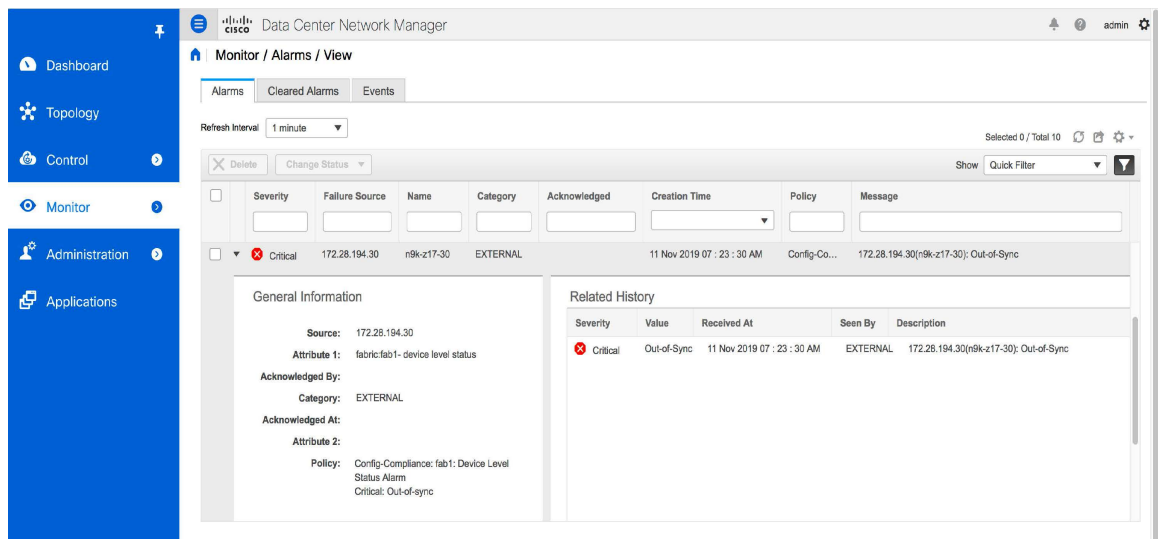 CISCO Data Center Network Manager
admin
Monitor / Alarms / View
Dashboard
Topology
Control
Monitor
Administration
Applications
Alarms Cleared Alarms Events
Refresh Interval 1 minute
Selected 0 / Total 10
Delete Change Status Show Quick Filter
Severity Failure Source Name Category Acknowledged Creation Time Policy Message
Critical 172.28.194.30 n9k-z17-30 EXTERNAL 11 Nov 2019 07 : 23 : 30 AM Config-Co... 172.28.194.30(n9k-z17-30): Out-of-Sync
General Information
Source: 172.28.194.30
Attribute 1: fabric:fab1- device level status
Acknowledged By:
Category: EXTERNAL
Acknowledged At:
Attribute 2:
Policy: Config-Compliance: fab1: Device Level
Status Alarm
Critical: Out-of-sync
Related History
Severity Value Received At Seen By Description
Critical Out-of-Sync 11 Nov 2019 07 : 23 : 30 AM EXTERNAL 172.28.194.30(n9k-z17-30): Out-of-Sync